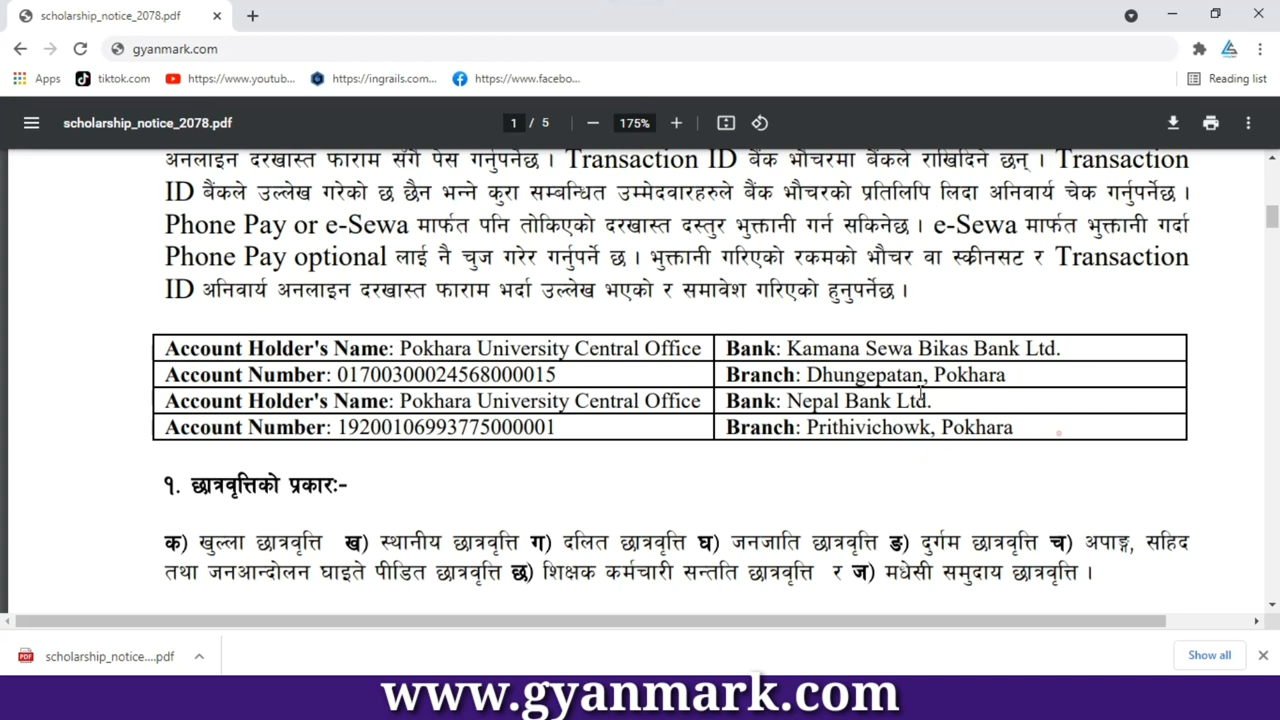 scholarship_notice_2078.pdf
gyanmark.com
Apps tiktok.com https://www.youtub... https://ingrails.com... https://www.facebo... Reading list
scholarship_notice_2078.pdf 1 / 5 175%
अनलाइन दरखास्त फाराम सँगै पेस गर्नुपनेछ । Transaction ID बैंक भौचरमा बैंकले राखिदिने छन् । Transaction
ID बैंकले उल्लेख गरेको छ छैन भन्ने कुरा सम्बन्धित उम्मेदवारहरुले बैंक भौचरको प्रतिलिपि लिदा अनिवार्य चेक गर्नुपर्नेछ ।
Phone Pay or e-Sewa मार्फत पनि तोकिएको दरखास्त दस्तुर भुक्तानी गर्न सकिनेछ । e-Sewa मार्फत भुक्तानी गर्दा
Phone Pay optional लाई नै चुज गरेर गर्नुपर्ने छ । भुक्तानी गरिएको रकमको भौचर वा स्क्रीनसट र Transaction
ID अनिवार्य अनलाइन दरखास्त फाराम भर्दा उल्लेख भएको र समावेश गरिएको हुनुपर्नेछ ।
Account Holder's Name: Pokhara University Central Office Bank: Kamana Sewa Bikas Bank Ltd.
Account Number: 01700300024568000015 Branch: Dhungepatan, Pokhara
Account Holder's Name: Pokhara University Central Office Bank: Nepal Bank Ltd.
Account Number: 19200106993775000001 Branch: Prithivichowk, Pokhara
१. छात्रवृत्तिको प्रकारः-
क) खुल्ला छात्रवृत्ति ख) स्थानीय छात्रवृत्ति ग) दलित छात्रवृत्ति घ) जनजाति छात्रवृत्ति ङ) दुर्गम छात्रवृत्ति च) अपाङ्ग, सहिद
तथा जनआन्दोलन घाइते पीडित छात्रवृत्ति छ) शिक्षक कर्मचारी सन्तति छात्रवृत्ति र ज) मधेसी समुदाय छात्रवृत्ति ।
scholarship_notice....pdf Show all
www.gyanmark.com